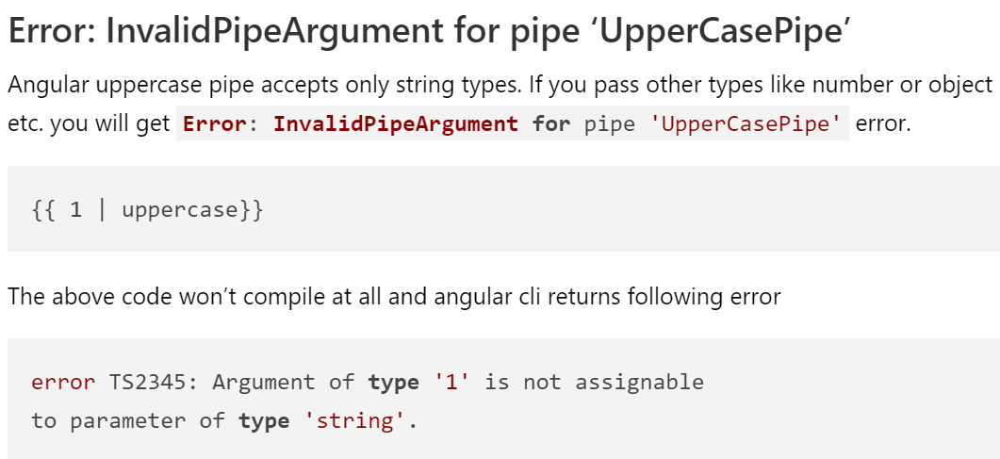 Error: InvalidPipeArgument for pipe ‘UpperCasePipe’
Angular uppercase pipe accepts only string types. If you pass other types like number or object
etc. you will get Error: InvalidPipeArgument for pipe 'UpperCasePipe' error.
{{ 1 | uppercase}}
The above code won’t compile at all and angular cli returns following error
error TS2345: Argument of type '1' is not assignable
to parameter of type 'string'.